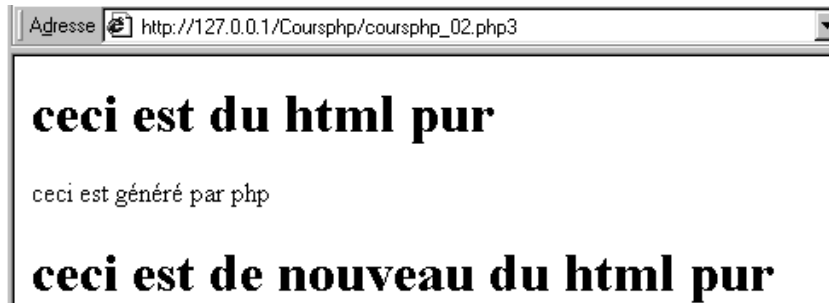 Adresse http://127.0.0.1/Coursphp/coursphp_02.php3
ceci est du html pur
ceci est généré par php
ceci est de nouveau du html pur